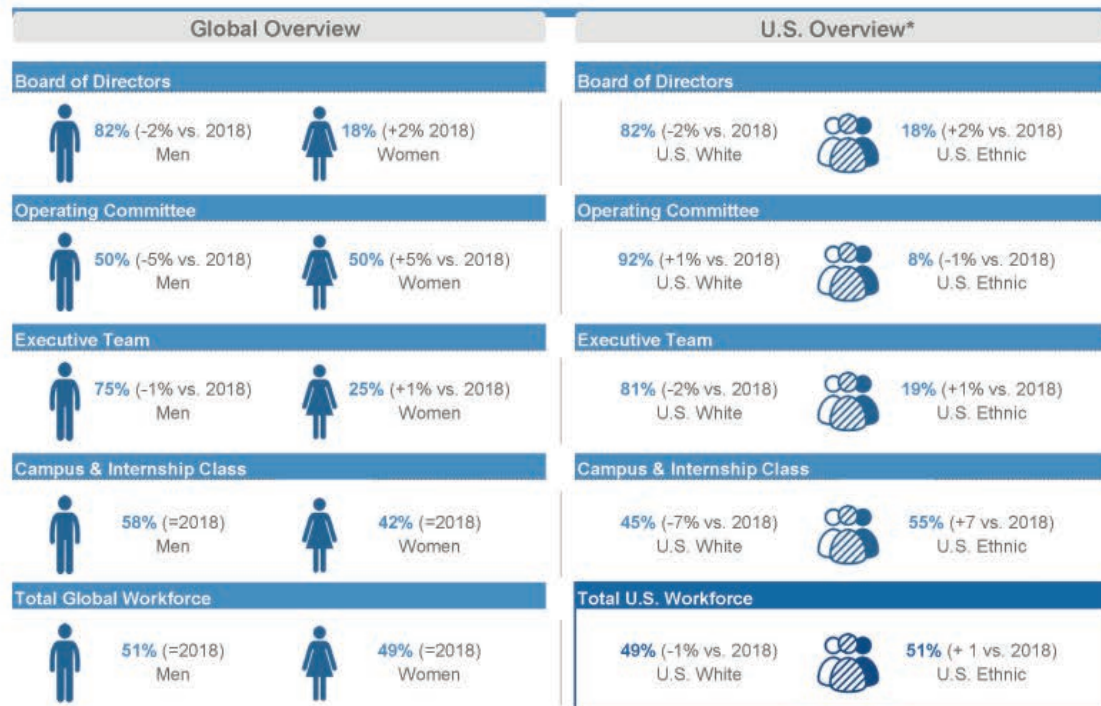 Global Overview
Board of Directors
82% (-2% vs. 2018)
Men
18% (+2% 2018)
Women
Operating Committee
50% (-5% vs. 2018)
Men
50% (+5% vs. 2018)
Women
Executive Team
75% (-1% vs. 2018)
Men
25% (+1% vs. 2018)
Women
Campus & Internship Class
58% (=2018)
Men
42% (=2018)
Women
Total Global Workforce
51% (=2018)
Men
49% (=2018)
Women
U.S. Overview*
Board of Directors
82% (-2% vs. 2018)
U.S. White
18% (+2% vs. 2018)
U.S. Ethnic
Operating Committee
92% (+1% vs. 2018)
U.S. White
8% (-1% vs. 2018)
U.S. Ethnic
Executive Team
81% (-2% vs. 2018)
U.S. White
19% (+1% vs. 2018)
U.S. Ethnic
Campus & Internship Class
45% (-7% vs. 2018)
U.S. White
55% (+7 vs. 2018)
U.S. Ethnic
Total U.S. Workforce
49% (-1% vs. 2018)
U.S. White
51% (+ 1 vs. 2018)
U.S. Ethnic